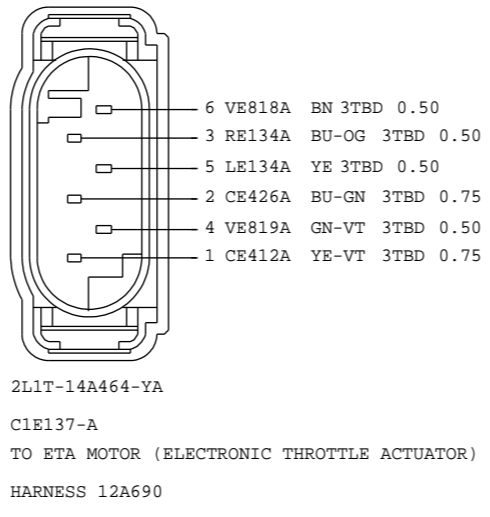 6 VE818A BN 3TBD 0.50
3 RE134A BU-OG 3TBD 0.50
5 LE134A YE 3TBD 0.50
2 CE426A BU-GN 3TBD 0.75
4 VE819A GN-VT 3TBD 0.50
1 CE412A YE-VT 3TBD 0.75
2L1T-14A464-YA
C1E137-A
TO ETA MOTOR (ELECTRONIC THROTTLE ACTUATOR)
HARNESS 12A690